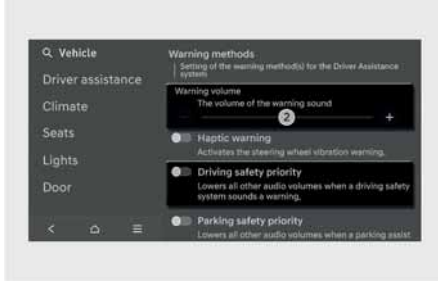 Vehicle
Driver assistance
Climate
Seats
Lights
Door
Warning methods
Setting of the warning method(s) for the Driver Assistance
system
Warning volume
The volume of the warning sound
- 2 +
Haptic warning
Activates the steering wheel vibration warning.
Driving safety priority
Lowers all other audio volumes when a driving safety
system sounds a warning.
Parking safety priority
Lowers all other audio volumes when a parking assist